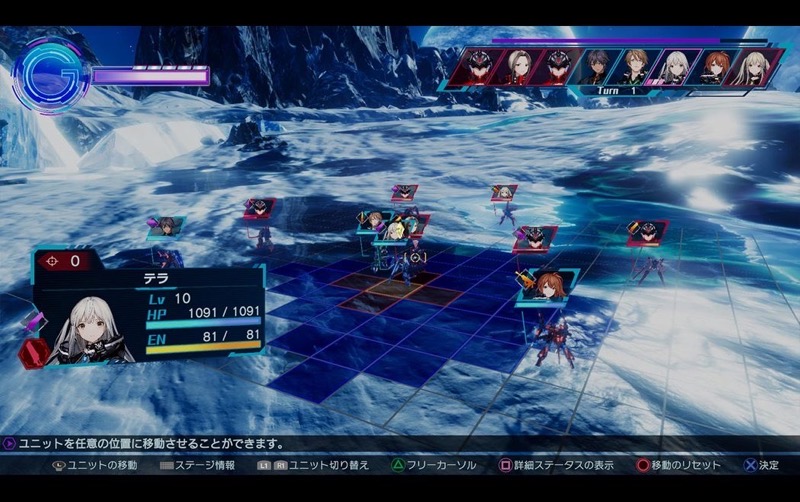 G
Turn 1
0
テラ
Lv 10
HP 1091 / 1091
EN 81 / 81
ユニットを任意の位置に移動させることができます。
L ユニットの移動 ステージ情報 L1 R1 ユニット切り替え フリーカーソル 詳細ステータスの表示 移動のリセット 決定